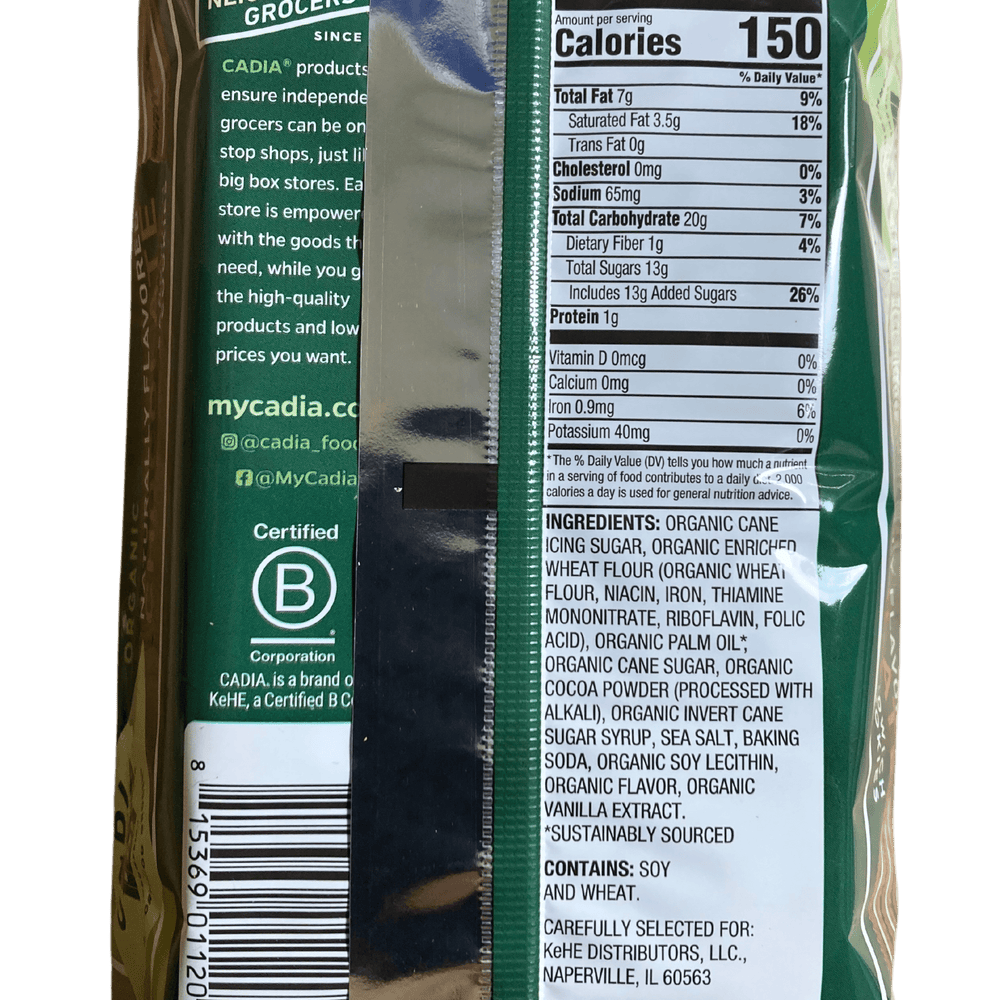 GROCERS
SINCE
CADIA® products
ensure independe
grocers can be on
stop shops, just li
big box stores. Ea
store is empower
with the goods th
need, while you g
the high-quality
products and low
prices you want.
mycadia.co
@cadia_food
@MyCadia
Certified
B
Corporation
CADIA. is a brand o
KeHE, a Certified B C
8 15369 01120
Amount per serving
Calories 150
% Daily Value*
Total Fat 7g 9%
Saturated Fat 3.5g 18%
Trans Fat 0g
Cholesterol 0mg 0%
Sodium 65mg 3%
Total Carbohydrate 20g 7%
Dietary Fiber 1g 4%
Total Sugars 13g
Includes 13g Added Sugars 26%
Protein 1g
Vitamin D 0mcg 0%
Calcium 0mg 0%
Iron 0.9mg 6%
Potassium 40mg 0%
*The % Daily Value (DV) tells you how much a nutrient
in a serving of food contributes to a daily diet. 2,000
calories a day is used for general nutrition advice.
INGREDIENTS: ORGANIC CANE
ICING SUGAR, ORGANIC ENRICHED
WHEAT FLOUR (ORGANIC WHEAT
FLOUR, NIACIN, IRON, THIAMINE
MONONITRATE, RIBOFLAVIN, FOLIC
ACID), ORGANIC PALM OIL*,
ORGANIC CANE SUGAR, ORGANIC
COCOA POWDER (PROCESSED WITH
ALKALI), ORGANIC INVERT CANE
SUGAR SYRUP, SEA SALT, BAKING
SODA, ORGANIC SOY LECITHIN,
ORGANIC FLAVOR, ORGANIC
VANILLA EXTRACT.
*SUSTAINABLY SOURCED
CONTAINS: SOY
AND WHEAT.
CAREFULLY SELECTED FOR:
KeHE DISTRIBUTORS, LLC.,
NAPERVILLE, IL 60563
ORGANIC
NATURALLY FLAVORED